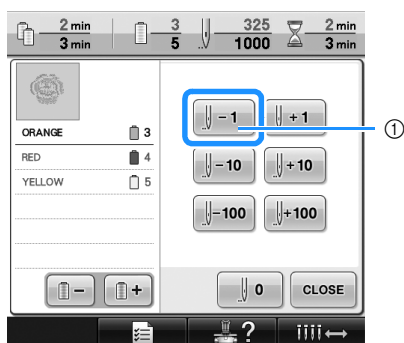 2 min 3 325 2 min
3 min 5 1000 3 min
ORANGE 3
RED 4
YELLOW 5
-1 +1 ①
-10 +10
-100 +100
- + 0 CLOSE
?